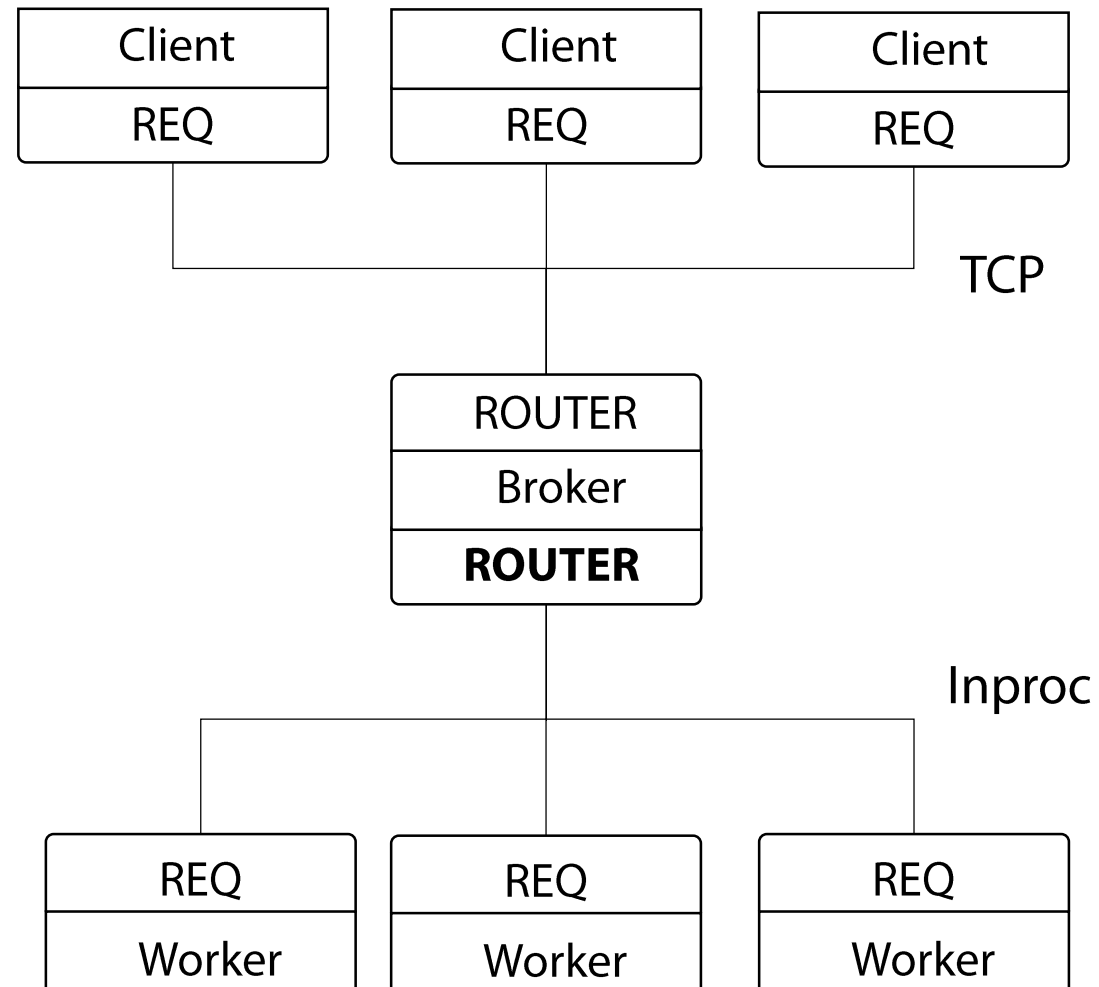 Client
Client
Client
REQ
REQ
REQ
TCP
ROUTER
Broker
ROUTER
Inproc
REQ
REQ
REQ
Worker
Worker
Worker